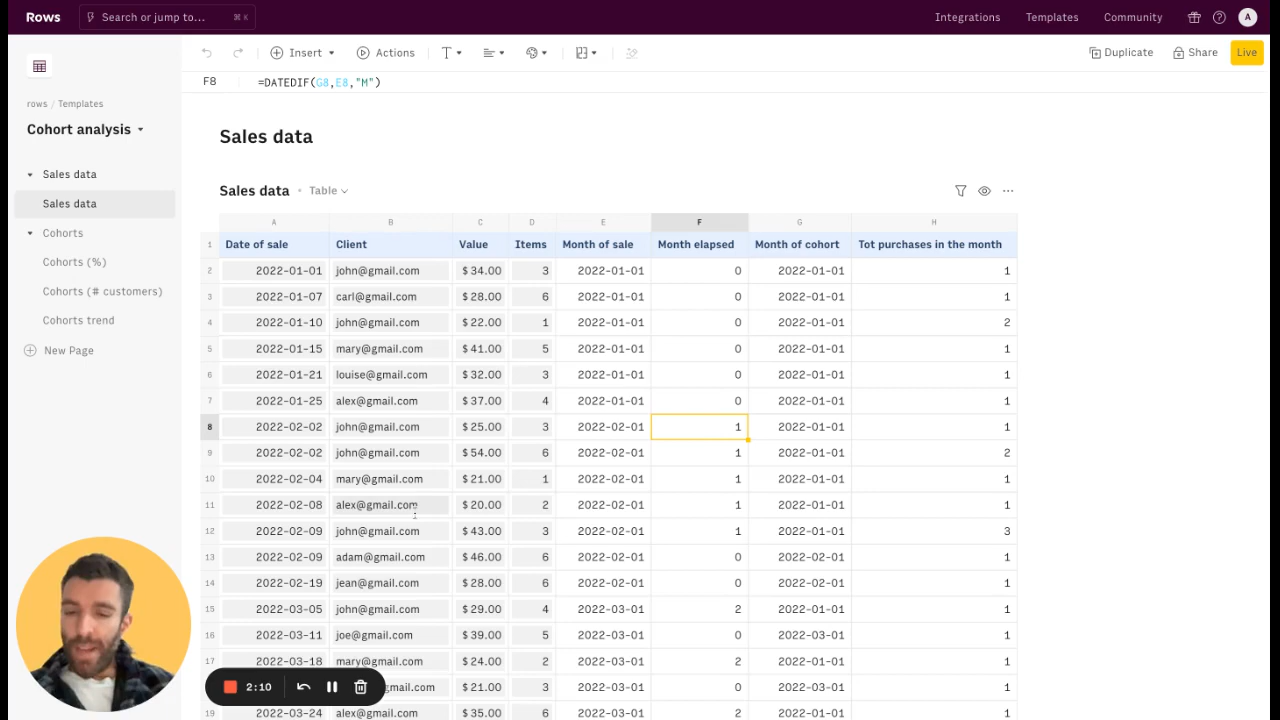 Rows Search or jump to... ⌘ K Integrations Templates Community A
Insert Actions T Duplicate Share Live
F8 =DATEDIF(G8,E8,"M")
rows / Templates
Cohort analysis
Sales data
Sales data
Cohorts
Cohorts (%)
Cohorts (# customers)
Cohorts trend
New Page
Sales data
Sales data • Table
A B C D E F G H
1 Date of sale Client Value Items Month of sale Month elapsed Month of cohort Tot purchases in the month
2 2022-01-01 john@gmail.com $ 34.00 3 2022-01-01 0 2022-01-01 1
3 2022-01-07 carl@gmail.com $ 28.00 6 2022-01-01 0 2022-01-01 1
4 2022-01-10 john@gmail.com $ 22.00 1 2022-01-01 0 2022-01-01 2
5 2022-01-15 mary@gmail.com $ 41.00 5 2022-01-01 0 2022-01-01 1
6 2022-01-21 louise@gmail.com $ 32.00 3 2022-01-01 0 2022-01-01 1
7 2022-01-25 alex@gmail.com $ 37.00 4 2022-01-01 0 2022-01-01 1
8 2022-02-02 john@gmail.com $ 25.00 3 2022-02-01 1 2022-01-01 1
9 2022-02-02 john@gmail.com $ 54.00 6 2022-02-01 1 2022-01-01 2
10 2022-02-04 mary@gmail.com $ 21.00 1 2022-02-01 1 2022-01-01 1
11 2022-02-08 alex@gmail.com $ 20.00 2 2022-02-01 1 2022-01-01 1
12 2022-02-09 john@gmail.com $ 43.00 3 2022-02-01 1 2022-01-01 3
13 2022-02-09 adam@gmail.com $ 46.00 6 2022-02-01 0 2022-02-01 1
14 2022-02-19 jean@gmail.com $ 28.00 6 2022-02-01 0 2022-02-01 1
15 2022-03-05 john@gmail.com $ 29.00 4 2022-03-01 2 2022-01-01 1
16 2022-03-11 joe@gmail.com $ 39.00 5 2022-03-01 0 2022-03-01 1
17 2022-03-18 mary@gmail.com $ 24.00 2 2022-03-01 2 2022-01-01 1
gmail.com $ 21.00 3 2022-03-01 0 2022-03-01 1
19 2022-03-24 alex@gmail.com $ 35.00 6 2022-03-01 2 2022-01-01 1
2:10